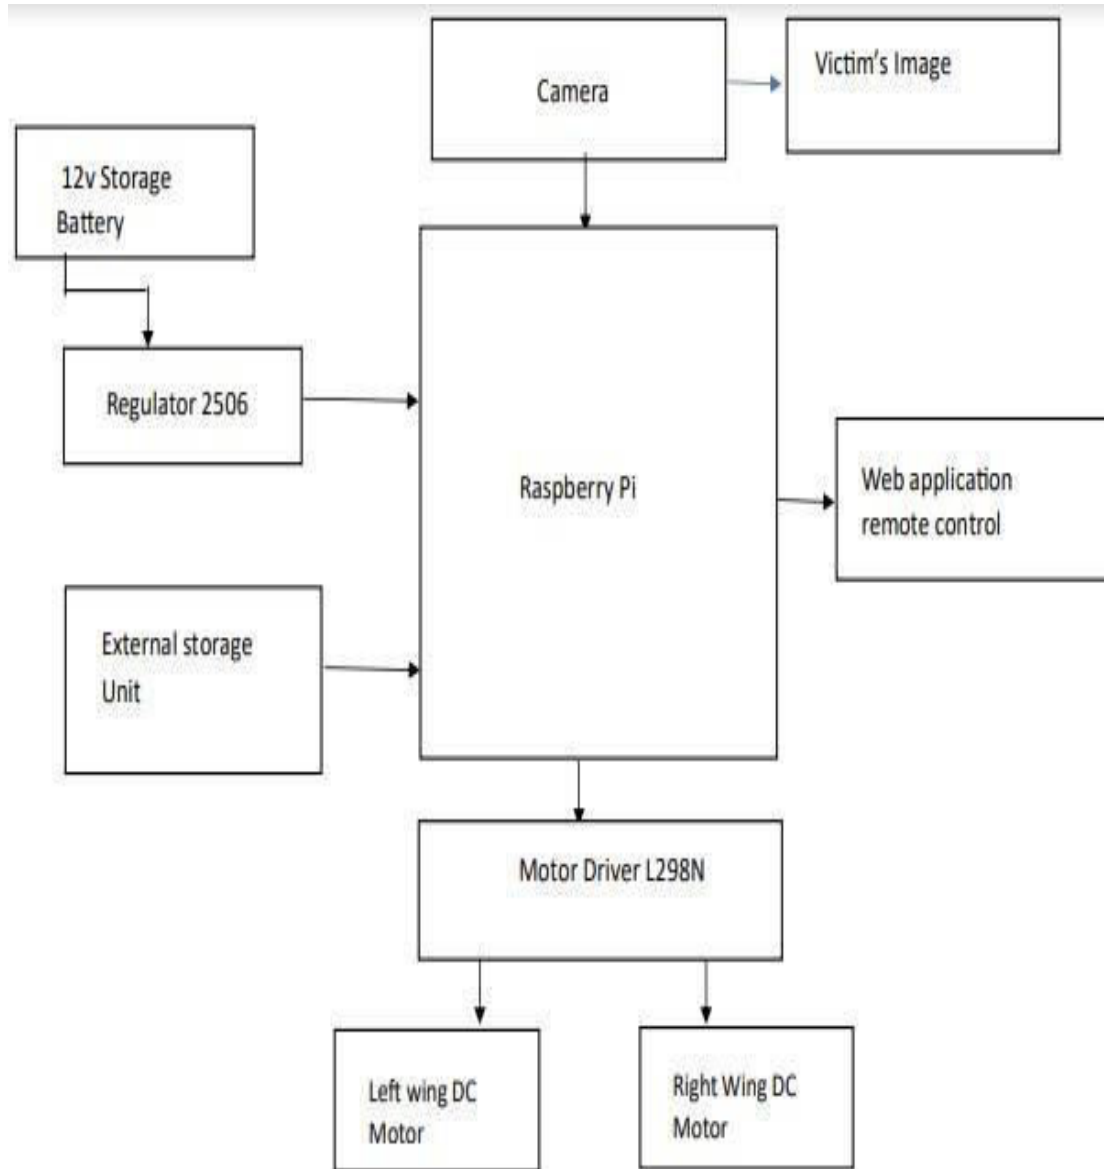 Camera
Victim's Image
12v Storage
Battery
Regulator 2506
Raspberry Pi
Web application
remote control
External storage
Unit
Motor Driver L298N
Left wing DC
Motor
Right Wing DC
Motor